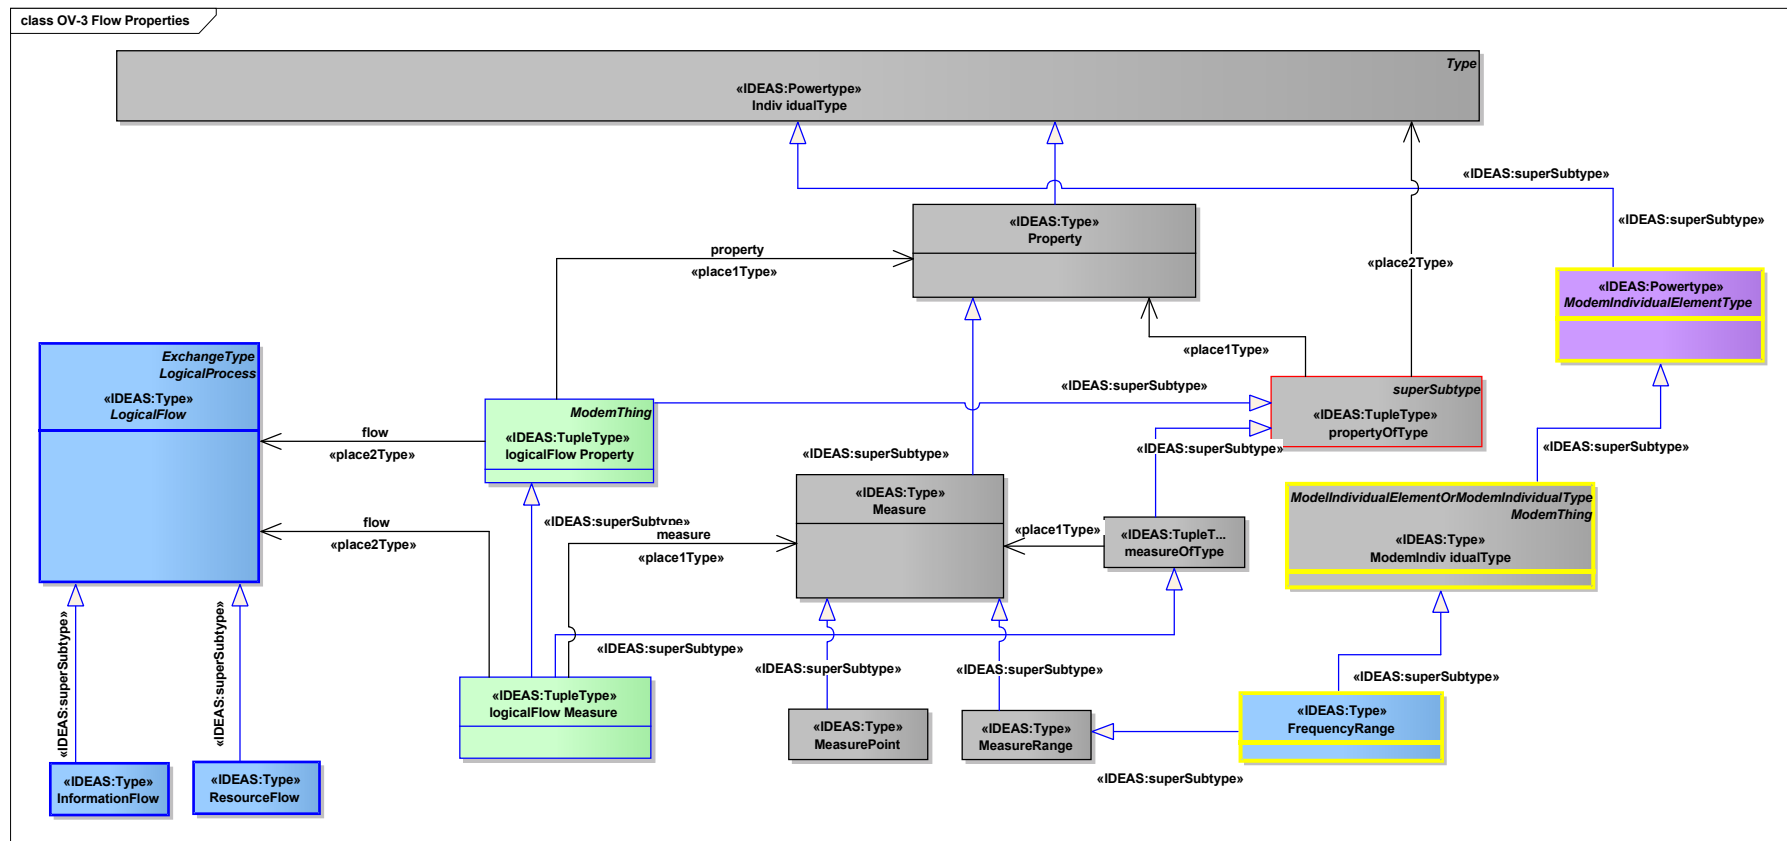 class OV-3 Flow Properties
Type
«IDEAS:Powertype»
Indiv idualType
«IDEAS:superSubtype»
«IDEAS:superSubtype»
«IDEAS:Type»
Property
property
«place1Type»
«place2Type»
«IDEAS:Powertype»
ModemIndividualElementType
ExchangeType
LogicalProcess
«IDEAS:Type»
LogicalFlow
«place1Type»
«IDEAS:superSubtype»
superSubtype
«IDEAS:TupleType»
propertyOfType
ModemThing
«IDEAS:TupleType»
logicalFlow Property
flow
«place2Type»
«IDEAS:superSubtype»
«IDEAS:superSubtype»
«IDEAS:superSubtype»
«IDEAS:Type»
Measure
ModelIndividualElementOrModemIndividualType
ModemThing
«IDEAS:Type»
ModemIndiv idualType
flow
«place2Type»
«IDEAS:superSubtype»
measure
«place1Type»
«place1Type»
«IDEAS:TupleT...
measureOfType
«IDEAS:superSubtype»
«IDEAS:superSubtype»
«IDEAS:superSubtype»
«IDEAS:superSubtype»
«IDEAS:superSubtype»
«IDEAS:superSubtype»
«IDEAS:TupleType»
logicalFlow Measure
«IDEAS:Type»
MeasurePoint
«IDEAS:Type»
MeasureRange
«IDEAS:Type»
FrequencyRange
«IDEAS:superSubtype»
«IDEAS:Type»
InformationFlow
«IDEAS:Type»
ResourceFlow